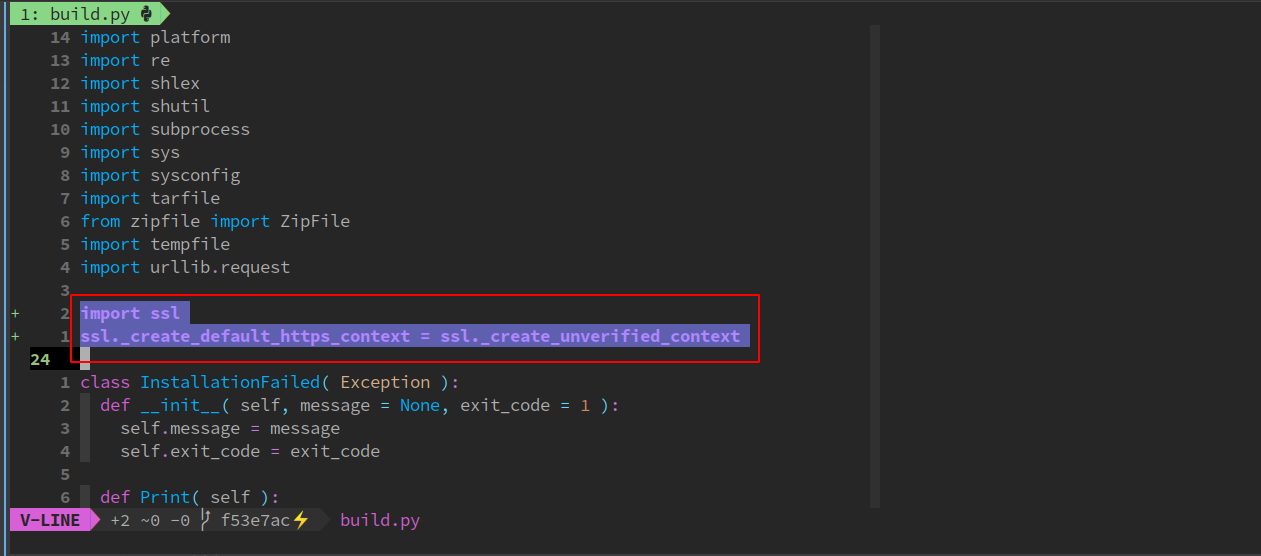 1: build.py
14 import platform
13 import re
12 import shlex
11 import shutil
10 import subprocess
9 import sys
8 import sysconfig
7 import tarfile
6 from zipfile import ZipFile
5 import tempfile
4 import urllib.request
3
+ 2 import ssl
+ 1 ssl._create_default_https_context = ssl._create_unverified_context
24
1 class InstallationFailed( Exception ):
2   def __init__( self, message = None, exit_code = 1 ):
3     self.message = message
4     self.exit_code = exit_code
5
6   def Print( self ):
V-LINE +2 ~0 -0 f53e7ac⚡ build.py